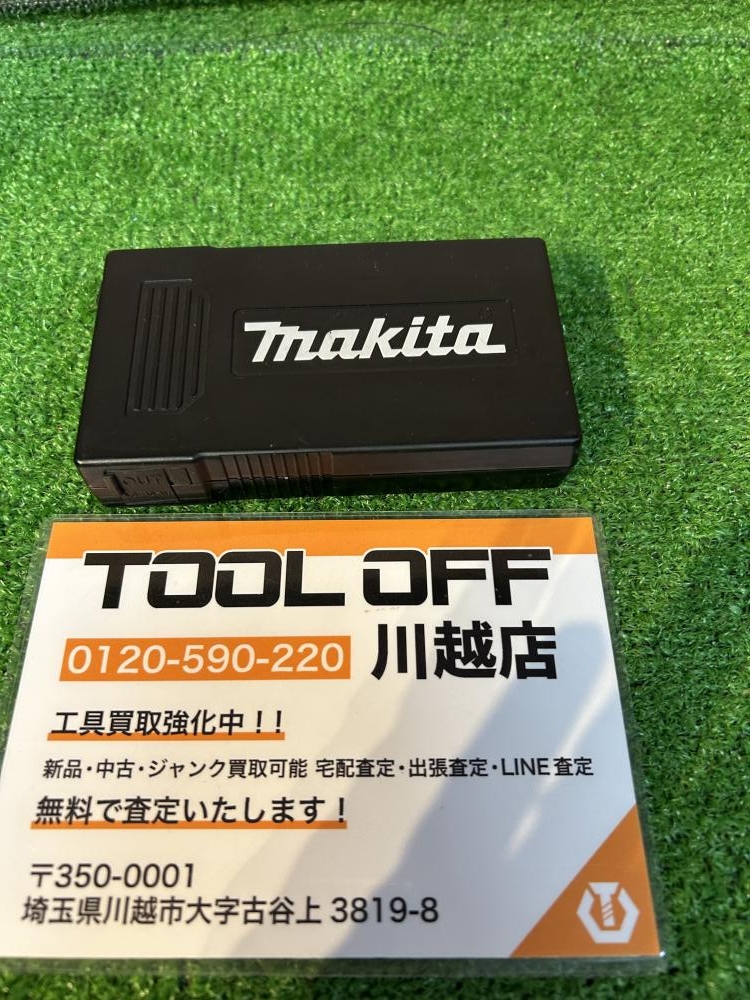 makita
OUT
TOOL OFF
0120-590-220 川越店
工具買取強化中！！
新品・中古・ジャンク買取可能 宅配査定・出張査定・LINE査定
無料で査定いたします！
〒350-0001
埼玉県川越市大字古谷上 3819-8